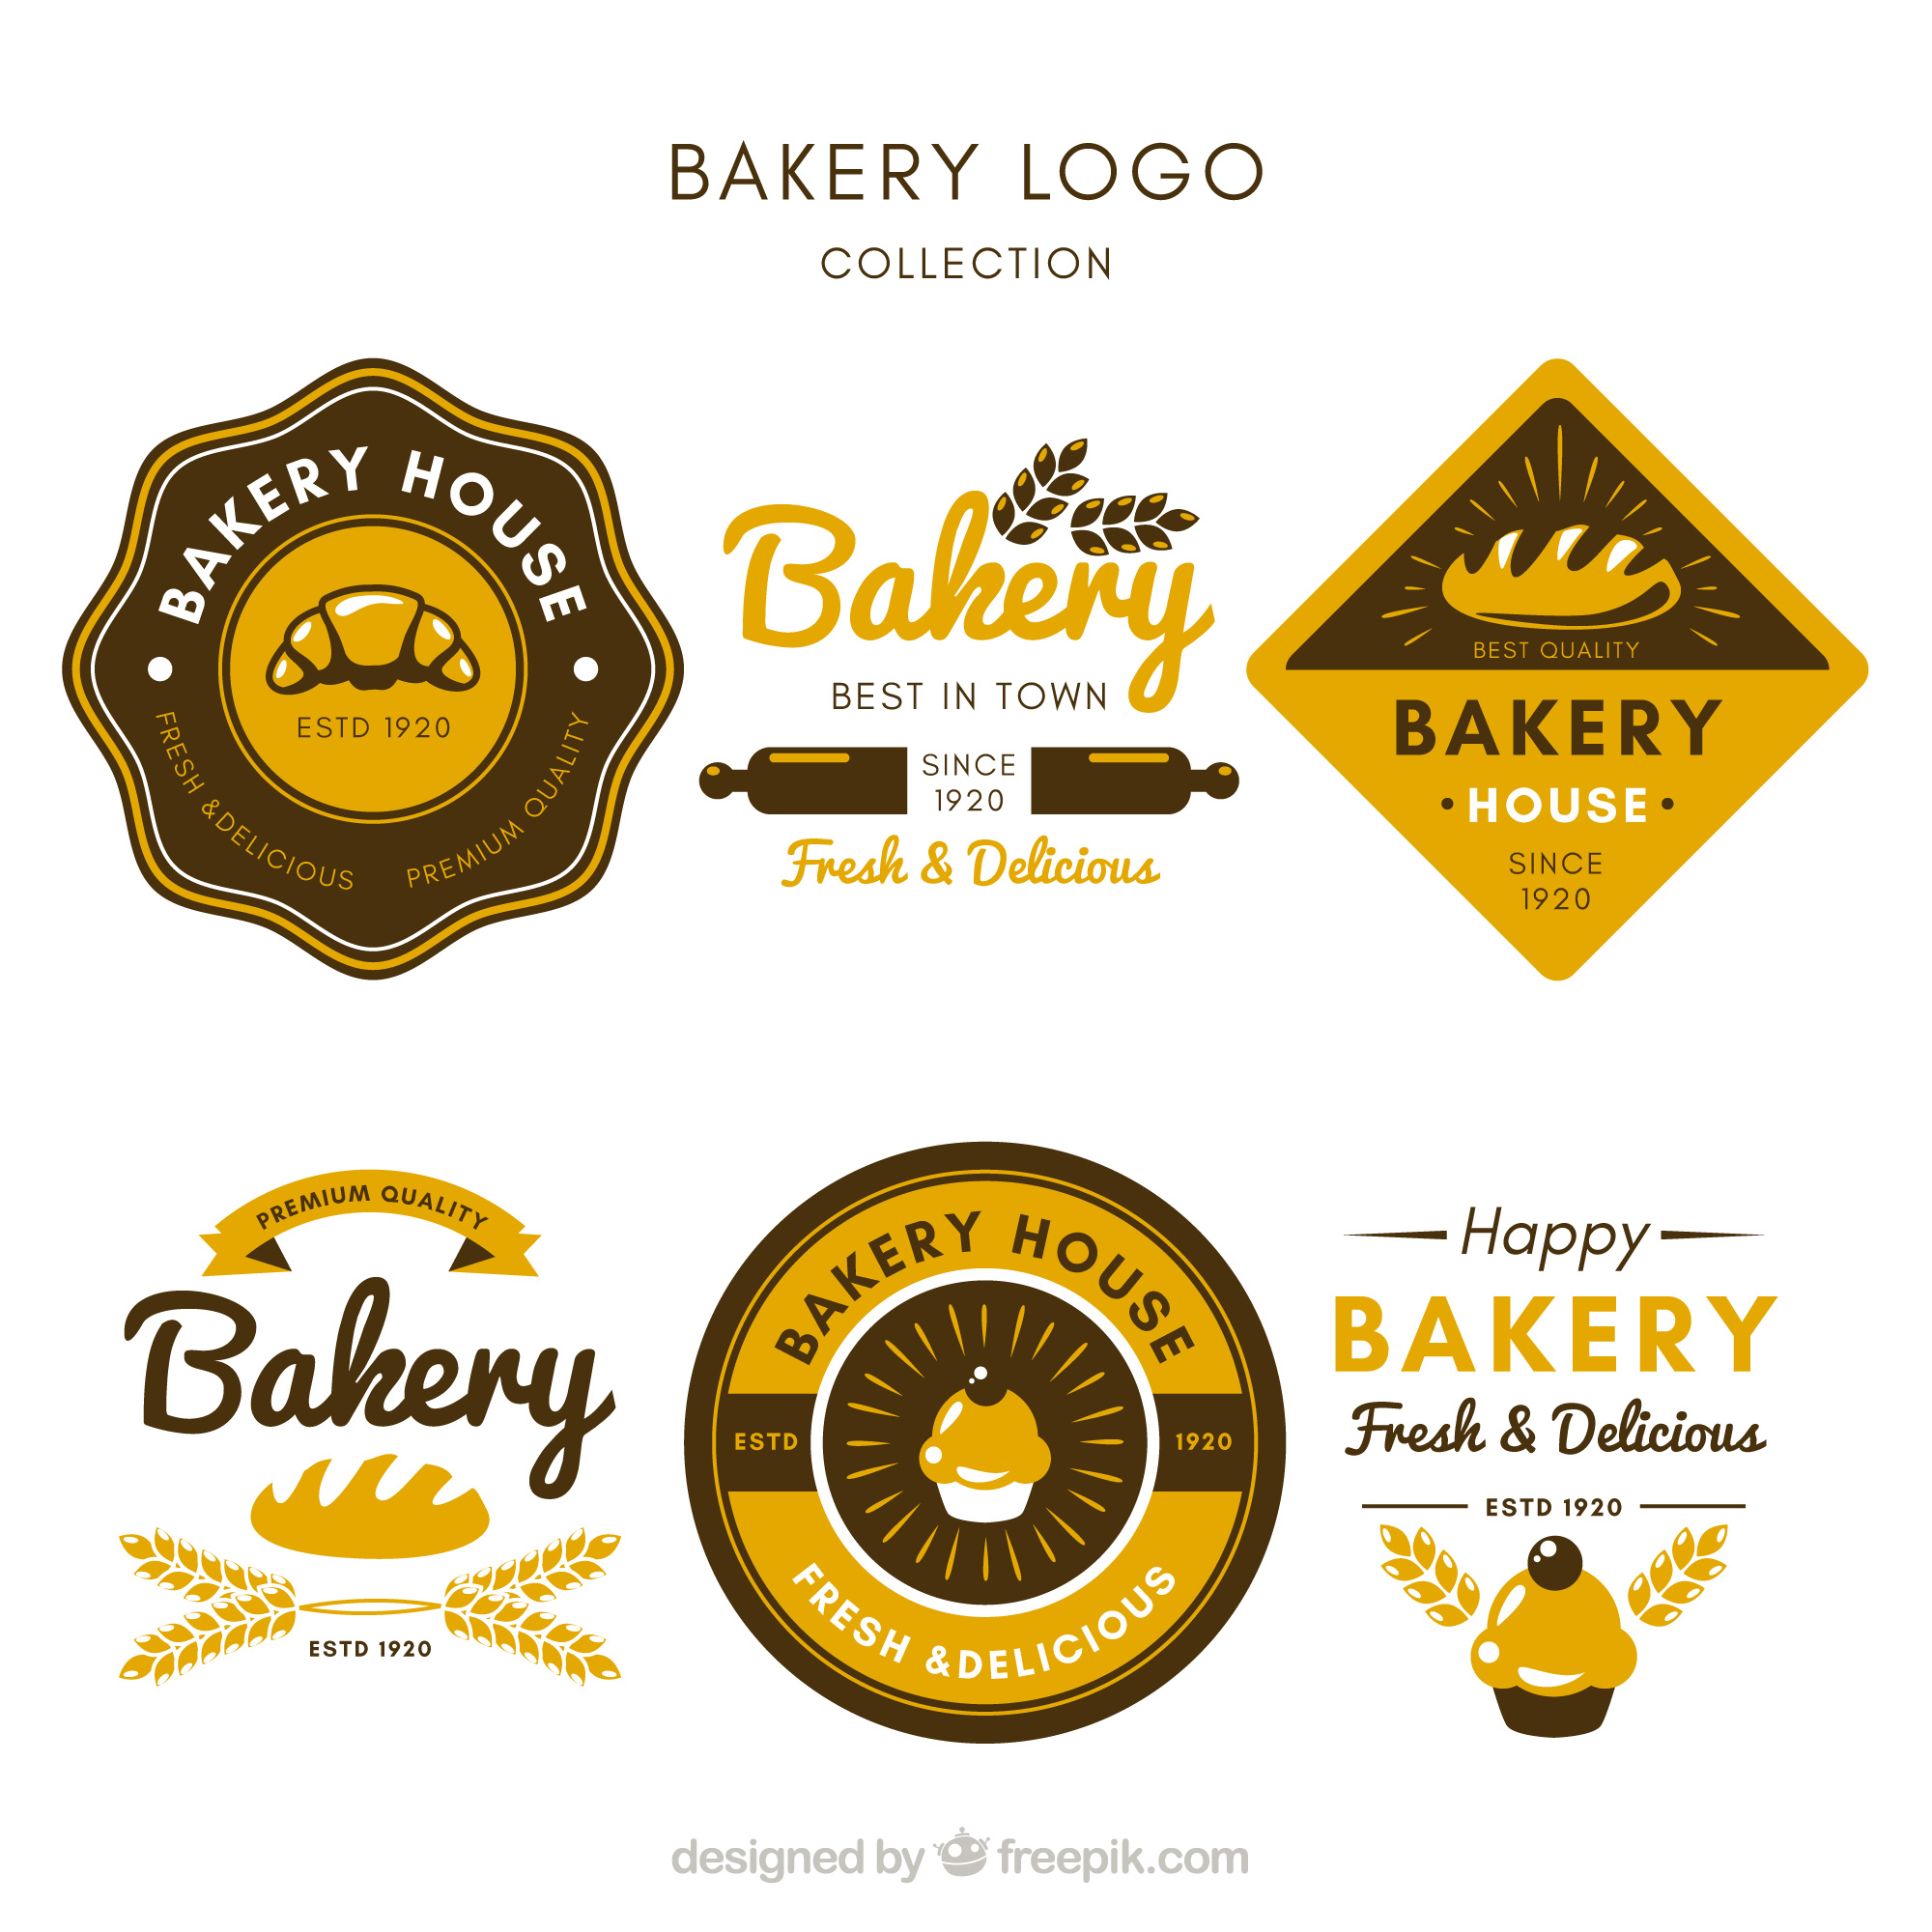 BAKERY LOGO
COLLECTION
BAKERY HOUSE
ESTD 1920
FRESH & DELICIOUS
PREMIUM QUALITY
Bakery
BEST IN TOWN
SINCE
1920
Fresh & Delicious
BEST QUALITY
BAKERY
• HOUSE •
SINCE
1920
PREMIUM QUALITY
Bakery
ESTD 1920
BAKERY HOUSE
ESTD 1920
FRESH & DELICIOUS
Happy
BAKERY
Fresh & Delicious
ESTD 1920
designed by freepik.com